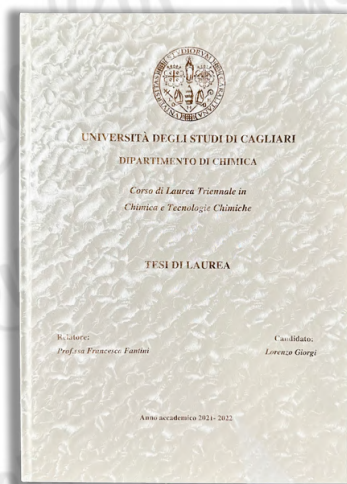 UNIVERSITÀ DEGLI STUDI DI CAGLIARI
DIPARTIMENTO DI CHIMICA
Corso di Laurea Triennale in
Chimica e Tecnologie Chimiche
TESI DI LAUREA
Relatore:
Prof.ssa Francesca Fantini
Candidato:
Lorenzo Giorgi
Anno accademico 2021- 2022